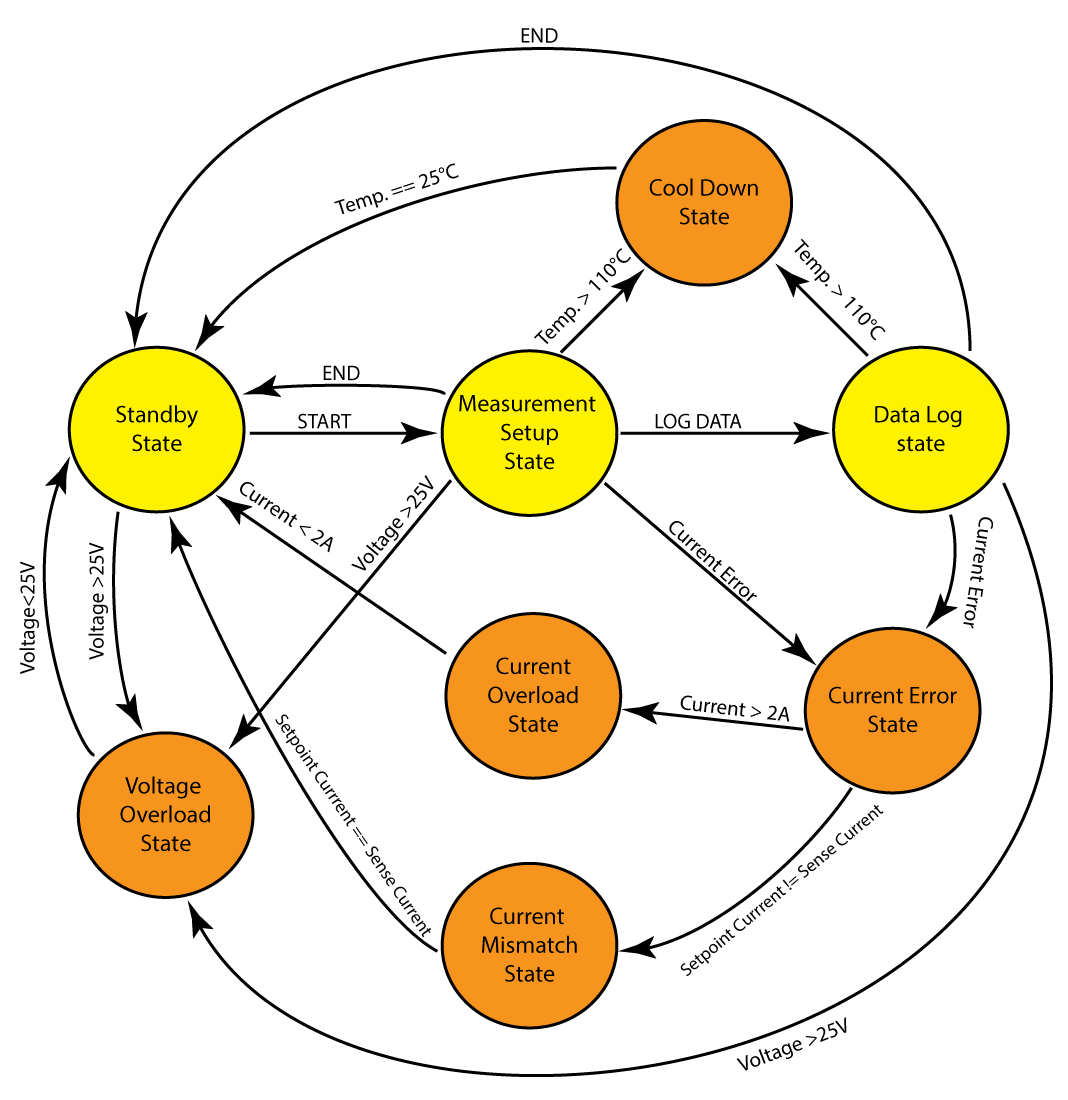 END
Cool Down
State
Temp. == 25°C
Temp. > 110°C
Temp. > 110°C
Standby
State
END
START
Measurement
Setup
State
LOG DATA
Data Log
state
Current < 2A
Voltage >25V
Current Error
Current Error
Voltage<25V
Voltage >25V
Current
Overload
State
Current > 2A
Current Error
State
Voltage
Overload
State
Setpoint Currrent == Sense Current
Setpoint Currrent != Sense Current
Current
Mismatch
State
Voltage >25V